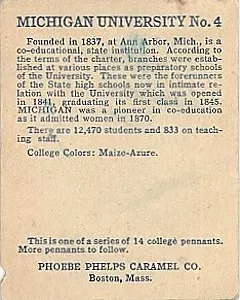 MICHIGAN UNIVERSITY No. 4
Founded in 1837, at Ann Arbor, Mich., is a
co-educational, state institution. According to
the terms of the charter, branches were estab-
lished at various places as preparatory schools
of the University. These were the forerunners
of the State high schools now in intimate re-
lation with the University which was opened
in 1841, graduating its first class in 1845.
MICHIGAN was a pioneer in co-education
as it admitted women in 1870.
There are 12,470 students and 833 on teach-
ing staff.
College Colors: Maize-Azure.
This is one of a series of 14 college pennants.
More pennants to follow.
PHOEBE PHELPS CARAMEL CO.
Boston, Mass.